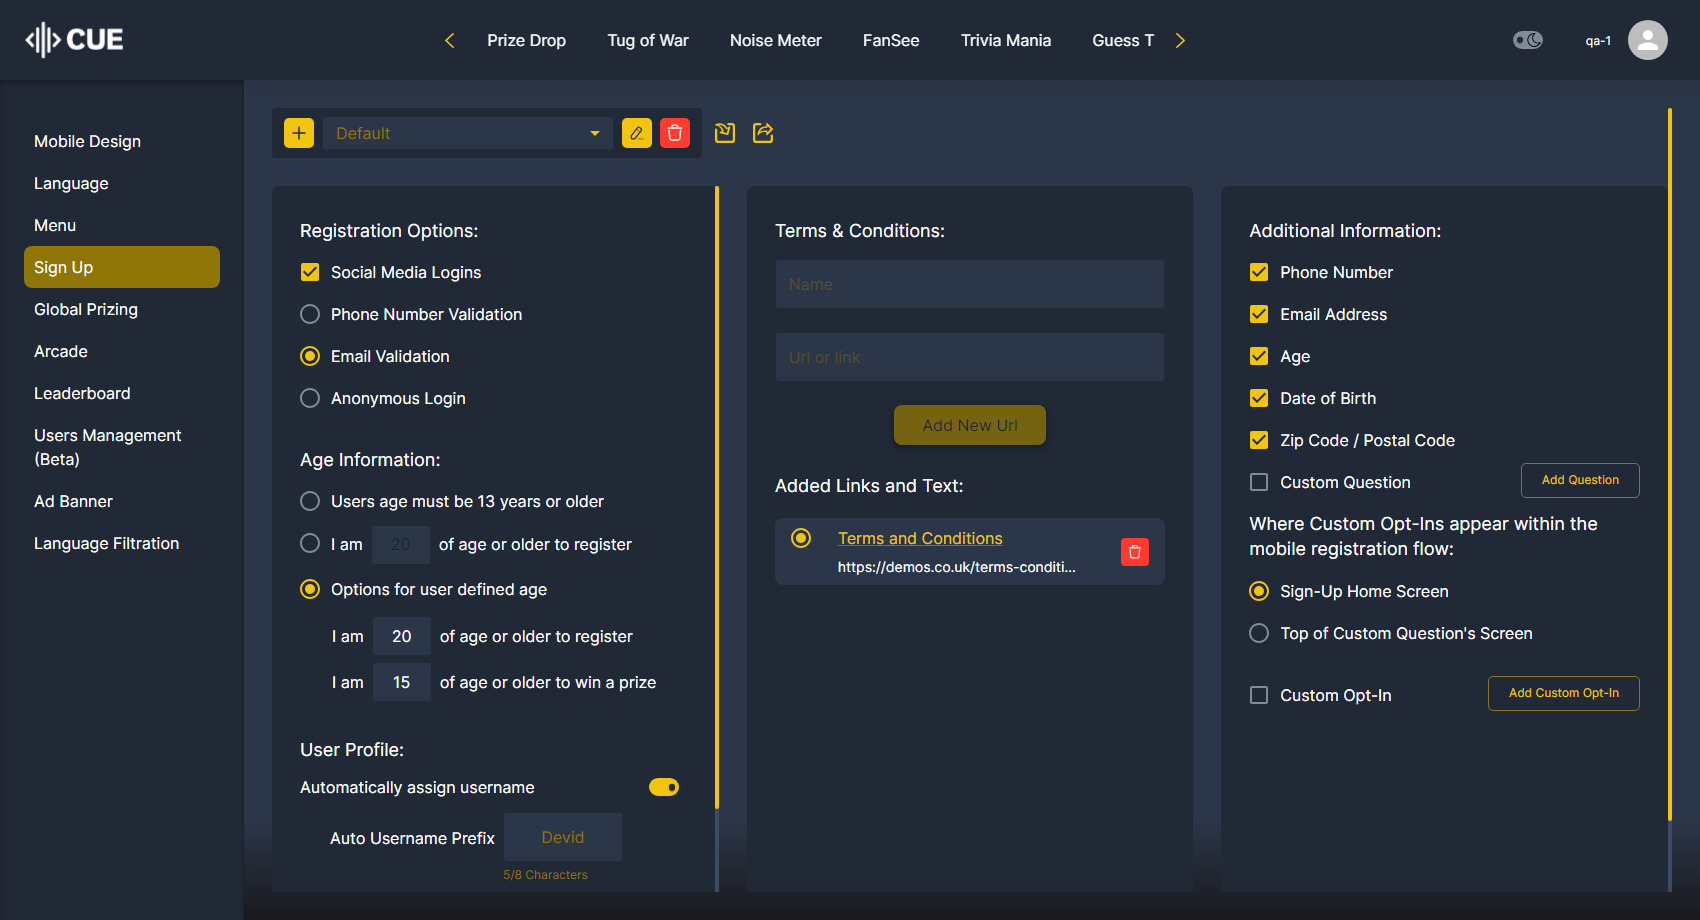 CUE
Prize Drop
Tug of War
Noise Meter
FanSee
Trivia Mania
Guess T
qa-1
Mobile Design
Language
Menu
Sign Up
Global Prizing
Arcade
Leaderboard
Users Management
(Beta)
Ad Banner
Language Filtration
Default
Registration Options:
Social Media Logins
Phone Number Validation
Email Validation
Anonymous Login
Age Information:
Users age must be 13 years or older
I am 20 of age or older to register
Options for user defined age
I am 20 of age or older to register
I am 15 of age or older to win a prize
User Profile:
Automatically assign username
Auto Username Prefix Devid
5/8 Characters
Terms & Conditions:
Name
Url or link
Add New Url
Added Links and Text:
Terms and Conditions
https://demos.co.uk/terms-conditi...
Additional Information:
Phone Number
Email Address
Age
Date of Birth
Zip Code / Postal Code
Custom Question
Add Question
Where Custom Opt-Ins appear within the
mobile registration flow:
Sign-Up Home Screen
Top of Custom Question's Screen
Custom Opt-In
Add Custom Opt-In